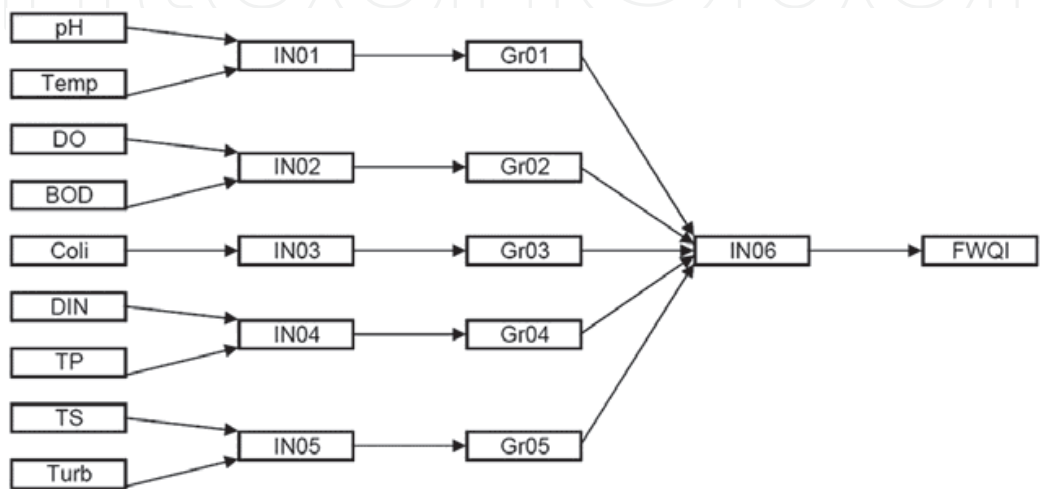 pH
Temp
DO
BOD
Coli
DIN
TP
TS
Turb
IN01
IN02
IN03
IN04
IN05
Gr01
Gr02
Gr03
Gr04
Gr05
IN06
FWQI